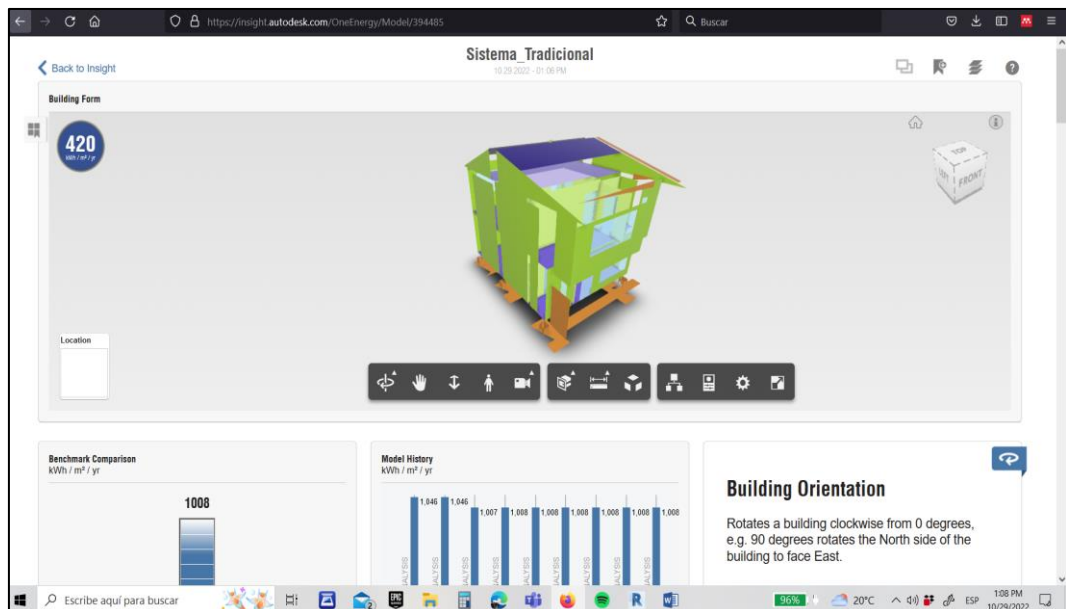 https://insight.autodesk.com/OneEnergy/Model/394485
Buscar
Back to Insight
Sistema_Tradicional
10.29.2022 - 01:06 PM
Building Form
420
kWh / m² / yr
TOP
FRONT
Location
Benchmark Comparison
kWh / m² / yr
1008
Model History
kWh / m² / yr
1,046 1,046 1,007 1,008 1,008 1,008 1,008 1,008 1,008
Building Orientation
Rotates a building clockwise from 0 degrees,
e.g. 90 degrees rotates the North side of the
building to face East.
Escribe aquí para buscar
96%
20°C
ESP
1:08 PM
10/29/2022